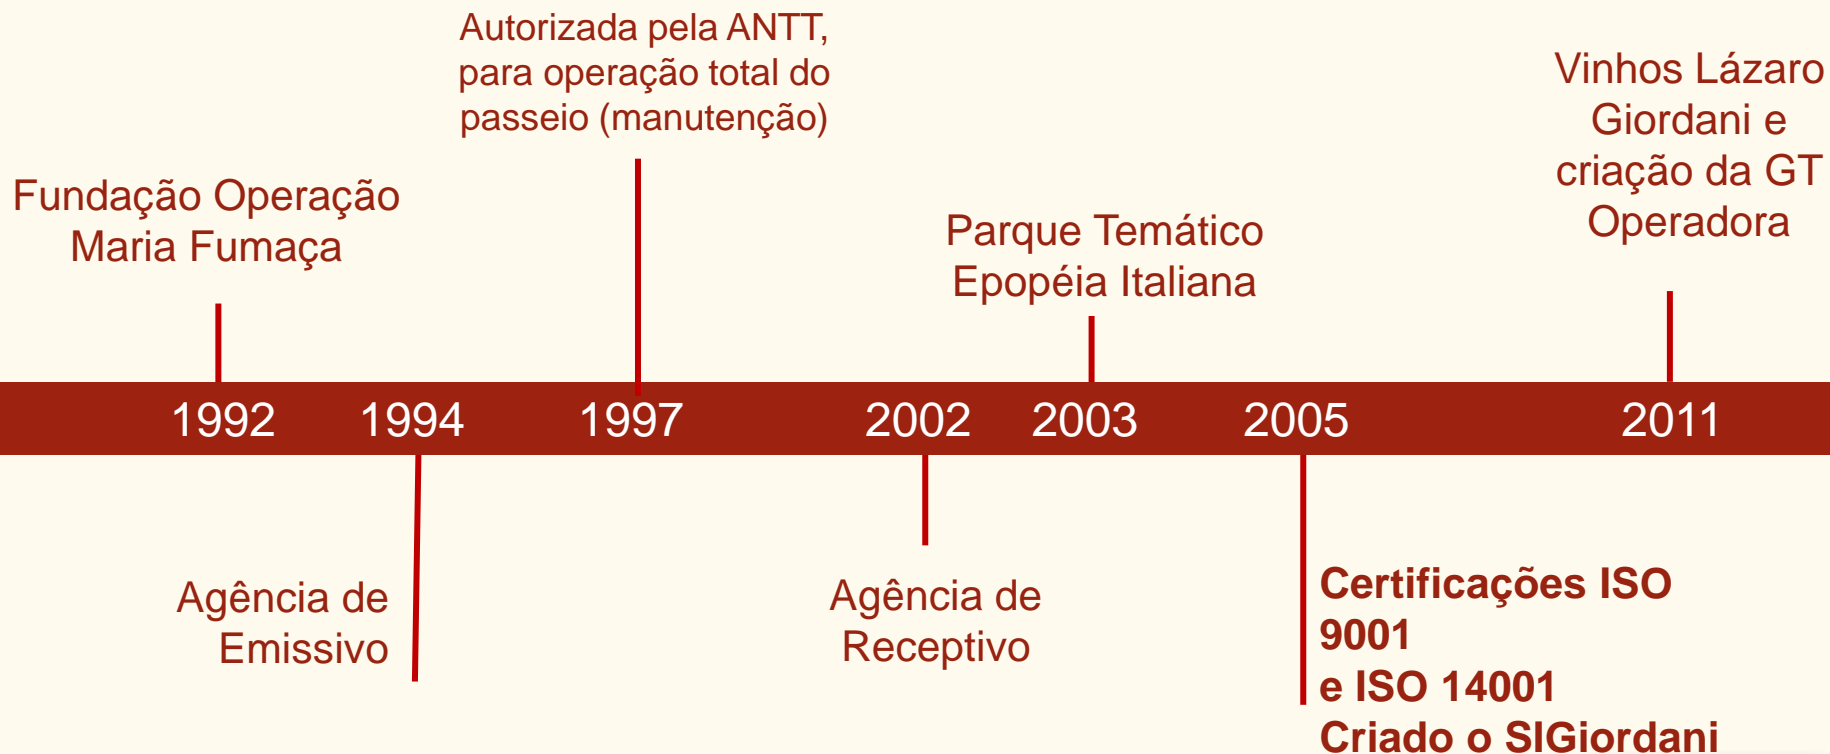 Autorizada pela ANTT,
para operação total do
passeio (manutenção)
Vinhos Lázaro
Giordani e
criação da GT
Operadora
Fundação Operação
Maria Fumaça
Parque Temático
Epopéia Italiana
1992
1994
1997
2002
2003
2005
2011
Agência de
Emissivo
Agência de
Receptivo
Certificações ISO
9001
e ISO 14001
Criado o SIGiordani